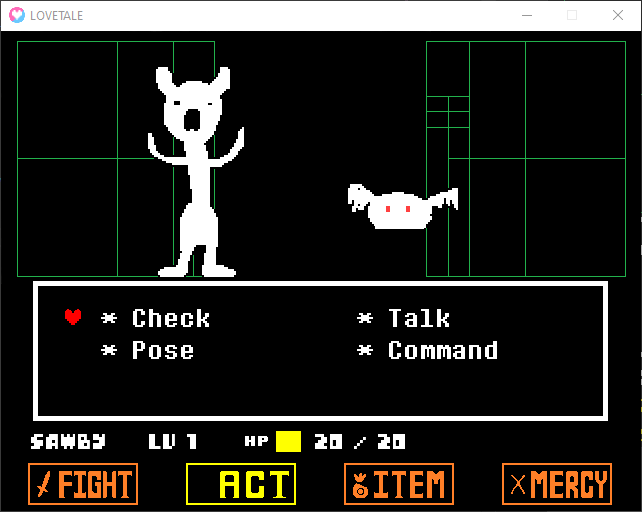 LOVETALE
* Check * Talk
* Pose * Command
SAWBY LV 1 HP 20 / 20
FIGHT ACT ITEM MERCY